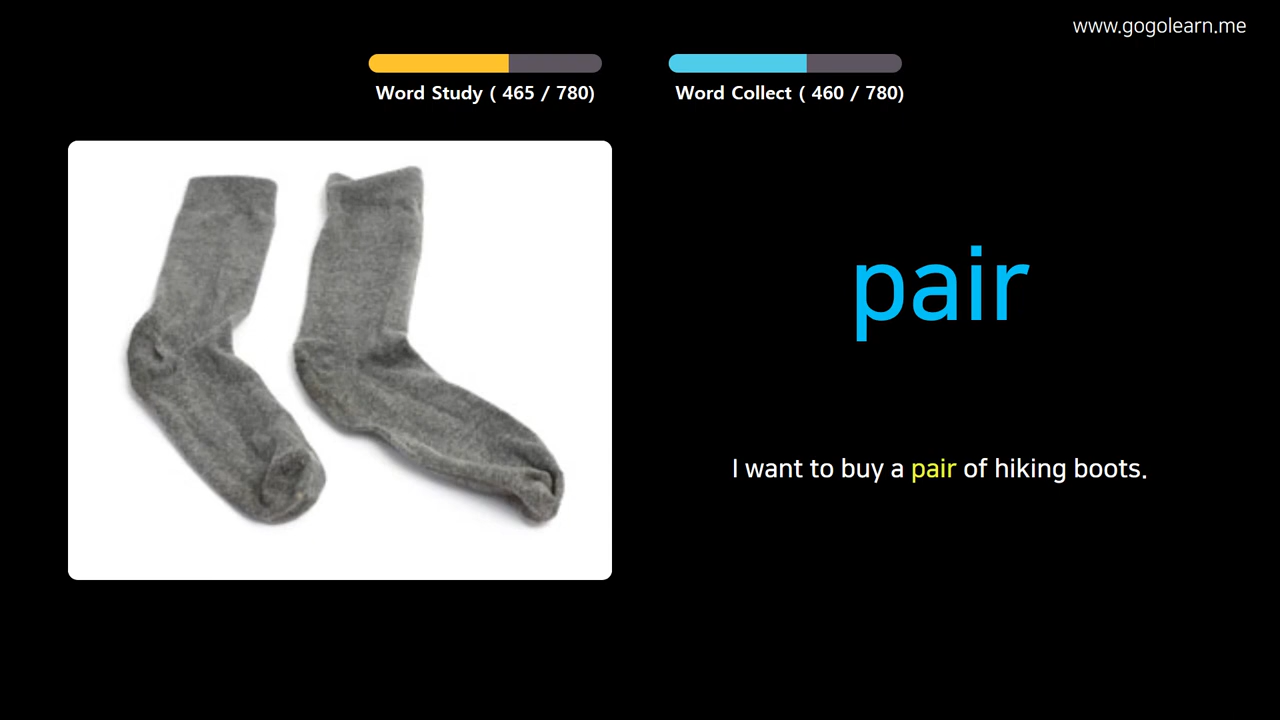 www.gogolearn.me
Word Study ( 465 / 780)
Word Collect ( 460 / 780)
pair
I want to buy a pair of hiking boots.